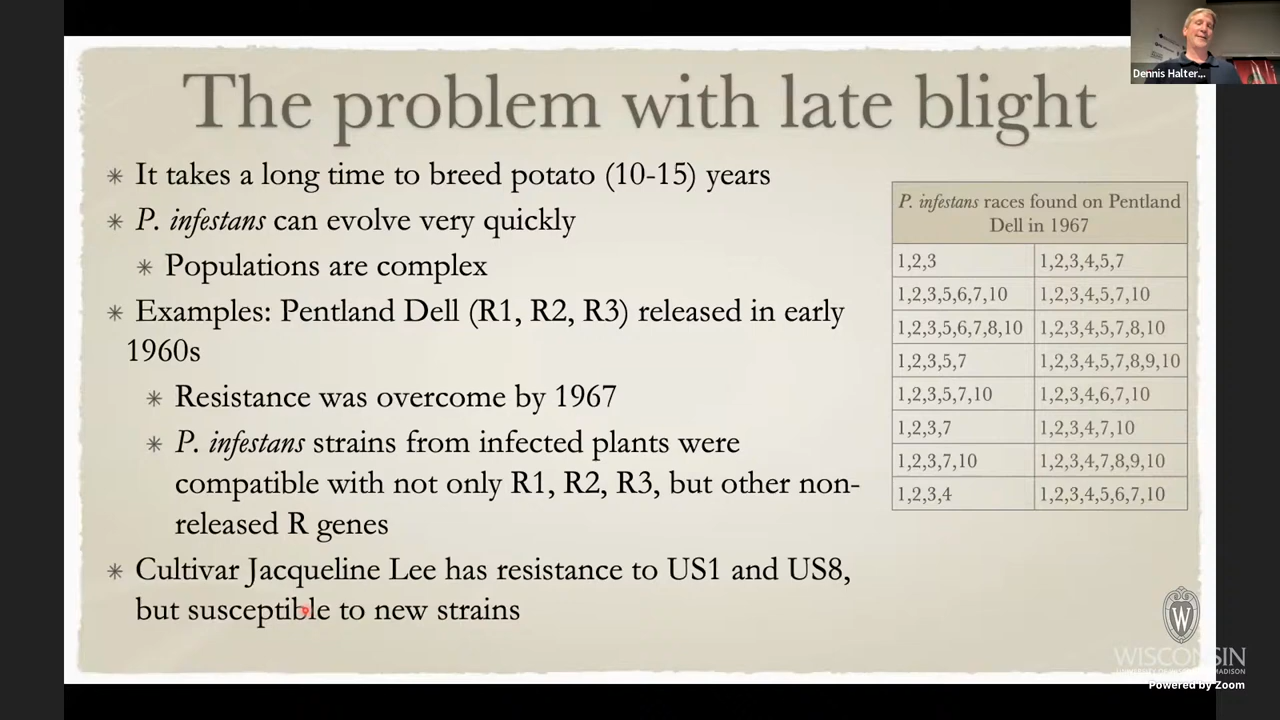 The problem with late blight
It takes a long time to breed potato (10-15) years
P. infestans can evolve very quickly
Populations are complex
Examples: Pentland Dell (R1, R2, R3) released in early
1960s
Resistance was overcome by 1967
P. infestans strains from infected plants were
compatible with not only R1, R2, R3, but other non-
released R genes
Cultivar Jacqueline Lee has resistance to US1 and US8,
but susceptible to new strains
P. infestans races found on Pentland
Dell in 1967
1,2,3 1,2,3,4,5,7
1,2,3,5,6,7,10 1,2,3,4,5,7,10
1,2,3,5,6,7,8,10 1,2,3,4,5,7,8,10
1,2,3,5,7 1,2,3,4,5,7,8,9,10
1,2,3,5,7,10 1,2,3,4,6,7,10
1,2,3,7 1,2,3,4,7,10
1,2,3,7,10 1,2,3,4,7,8,9,10
1,2,3,4 1,2,3,4,5,6,7,10
Dennis Halter...
W
WISCONSIN
MADISON
Powered by Zoom